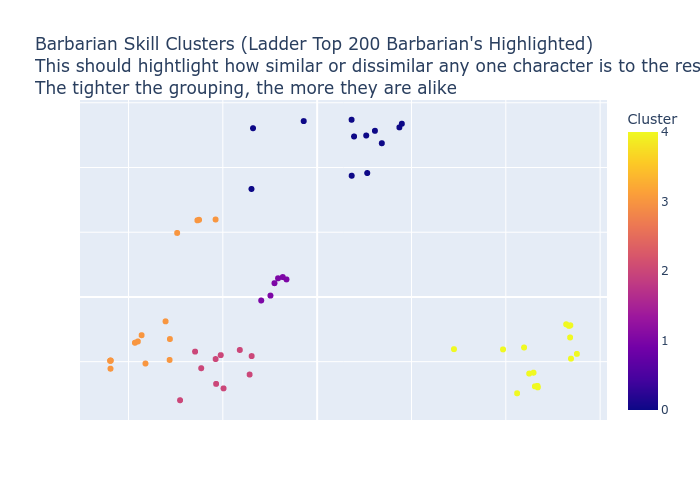 Barbarian Skill Clusters (Ladder Top 200 Barbarian's Highlighted)
This should hightlight how similar or dissimilar any one character is to the res
The tighter the grouping, the more they are alike
Cluster
4
3
2
1
0